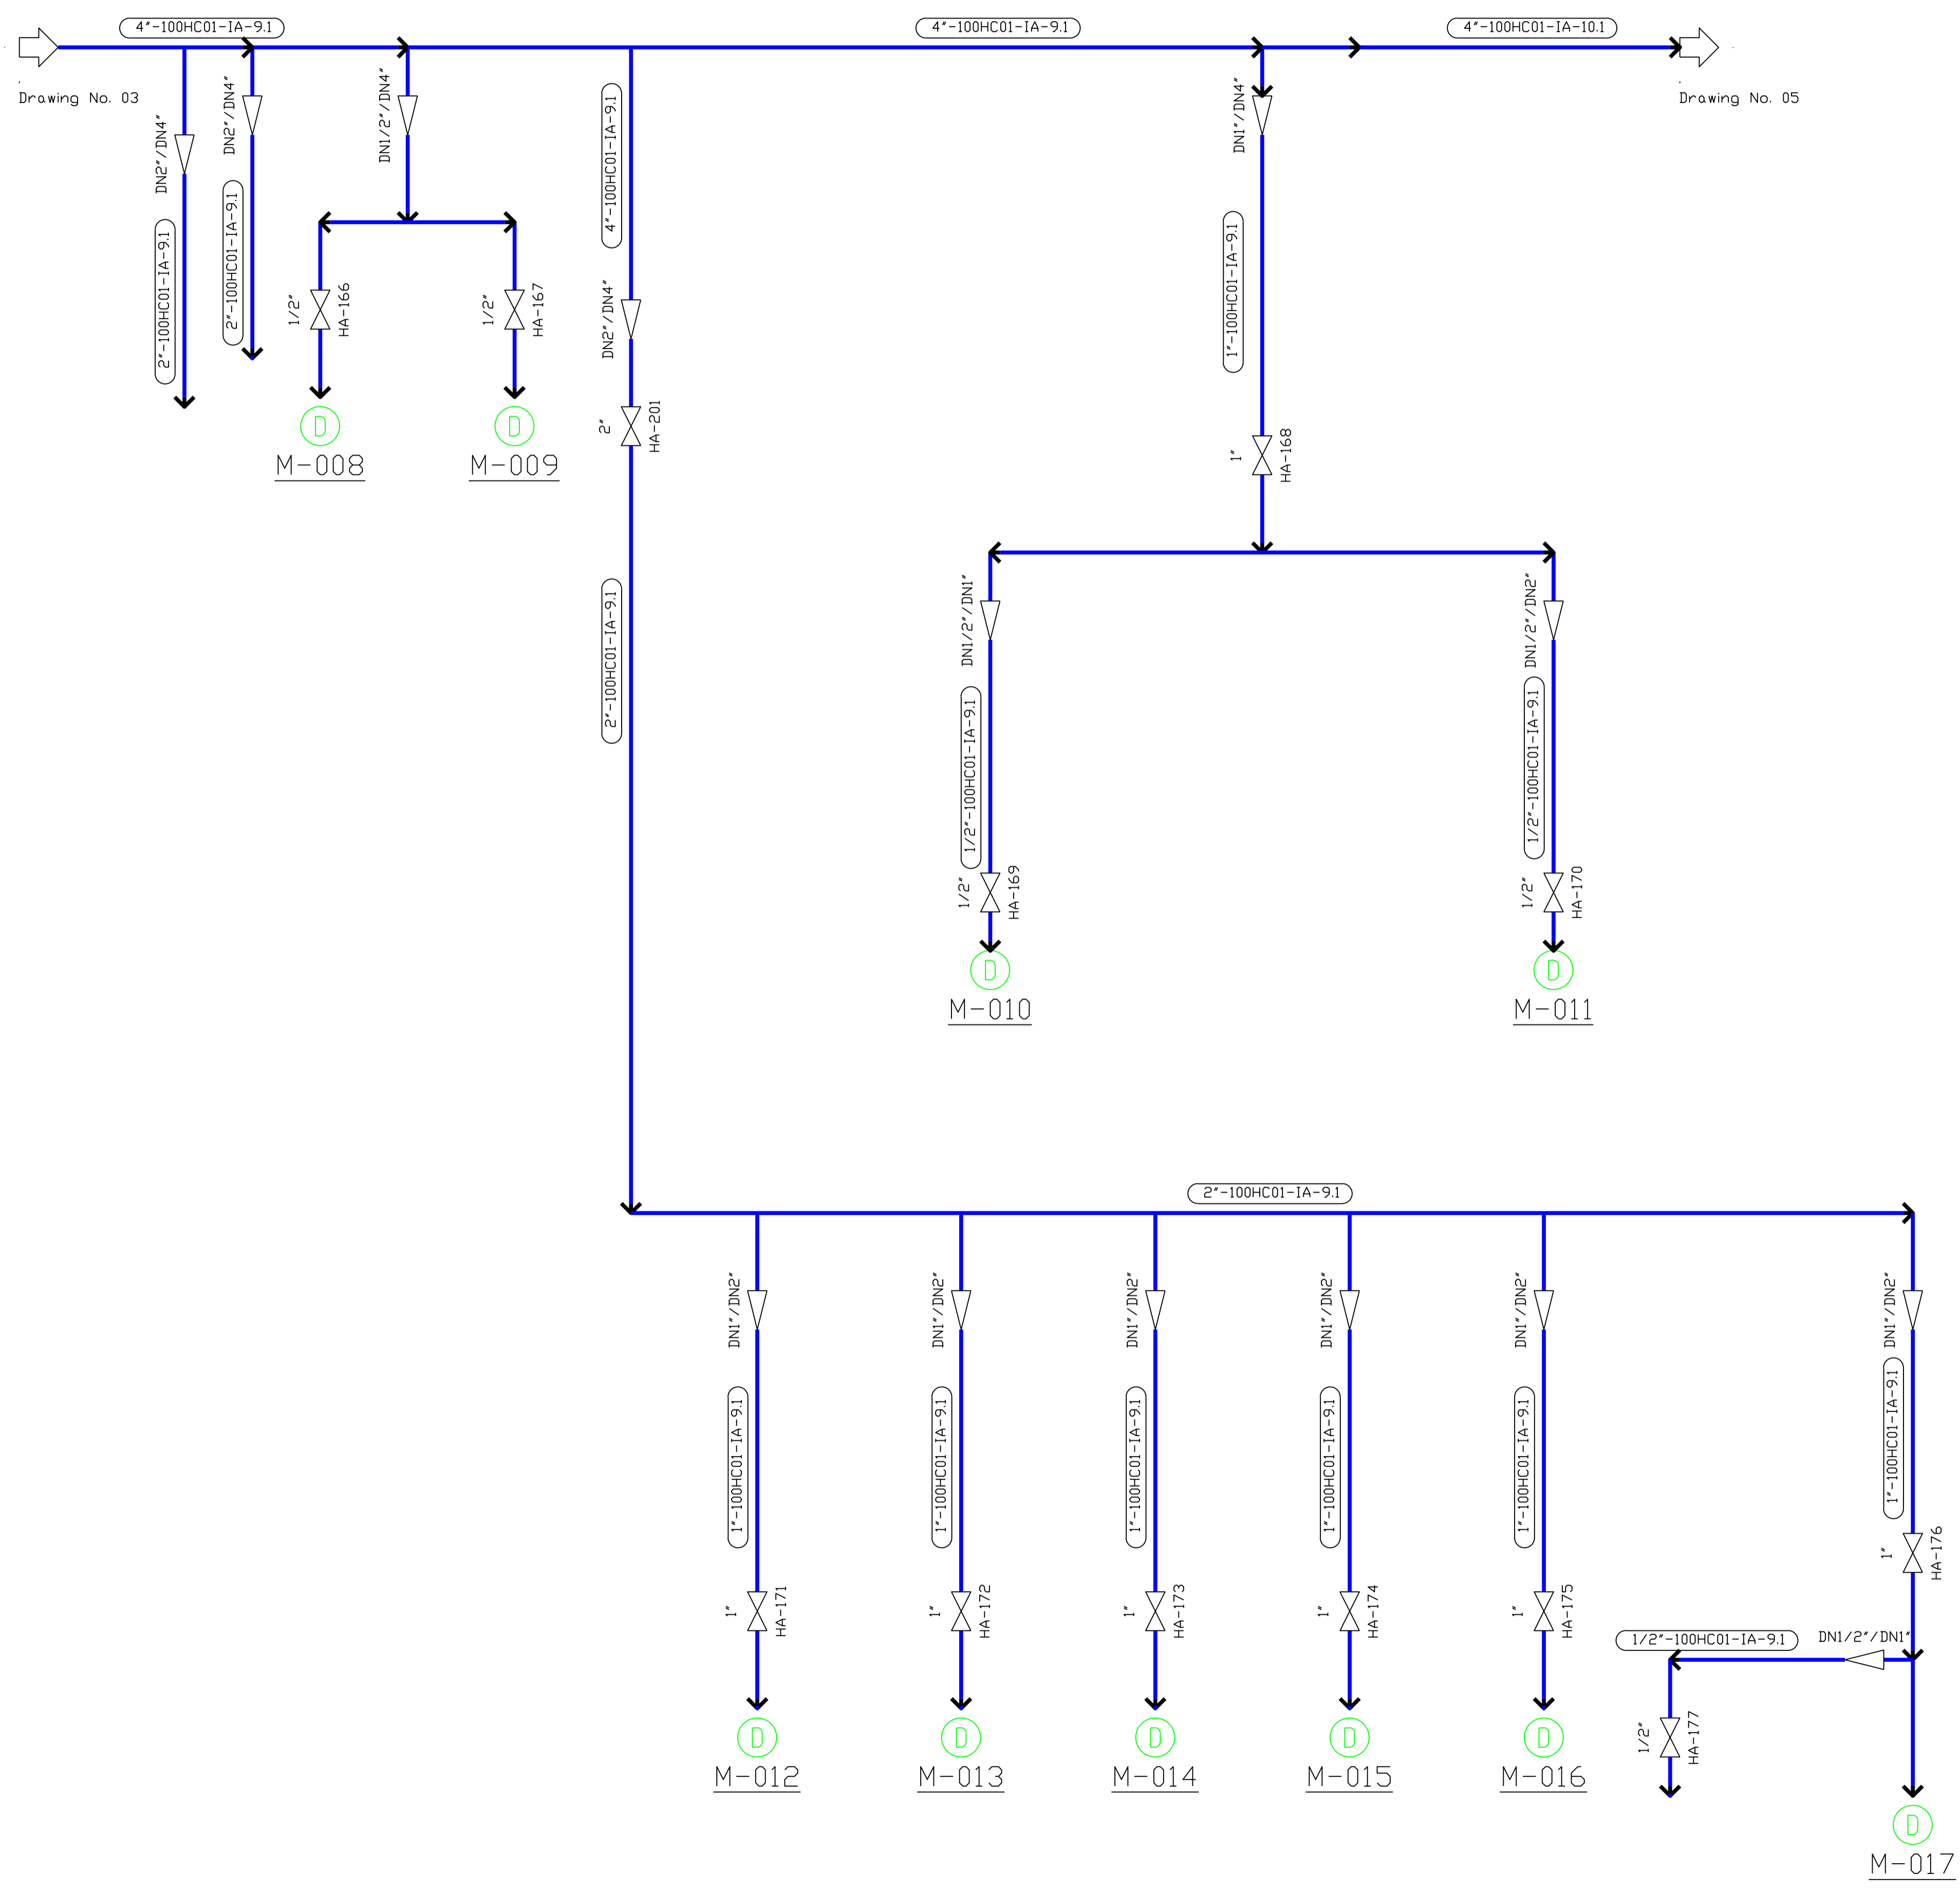 4"-100HC01-IA-9.1
4"-100HC01-IA-9.1
4"-100HC01-IA-10.1
Drawing No. 03
Drawing No. 05
DN2"/DN4"
DN2"/DN4"
DN1/2"/DN4"
4"-100HC01-IA-9.1
DN1"/DN4"
2"-100HC01-IA-9.1
2"-100HC01-IA-9.1
1/2"
HA-166
1/2"
HA-167
DN2"/DN4"
1"-100HC01-IA-9.1
D
M-008
D
M-009
2"
HA-201
1"
HA-168
2"-100HC01-IA-9.1
DN1/2"/DN1"
DN1/2"/DN2"
1/2"-100HC01-IA-9.1
1/2"-100HC01-IA-9.1
1/2"
HA-169
1/2"
HA-170
D
M-010
D
M-011
2"-100HC01-IA-9.1
DN1"/DN2"
DN1"/DN2"
DN1"/DN2"
DN1"/DN2"
DN1"/DN2"
DN1"/DN2"
1"-100HC01-IA-9.1
1"-100HC01-IA-9.1
1"-100HC01-IA-9.1
1"-100HC01-IA-9.1
1"-100HC01-IA-9.1
1"-100HC01-IA-9.1
1"
HA-171
1"
HA-172
1"
HA-173
1"
HA-174
1"
HA-175
1"
HA-176
1/2"-100HC01-IA-9.1
DN1/2"/DN1"
1/2"
HA-177
D
M-012
D
M-013
D
M-014
D
M-015
D
M-016
D
M-017